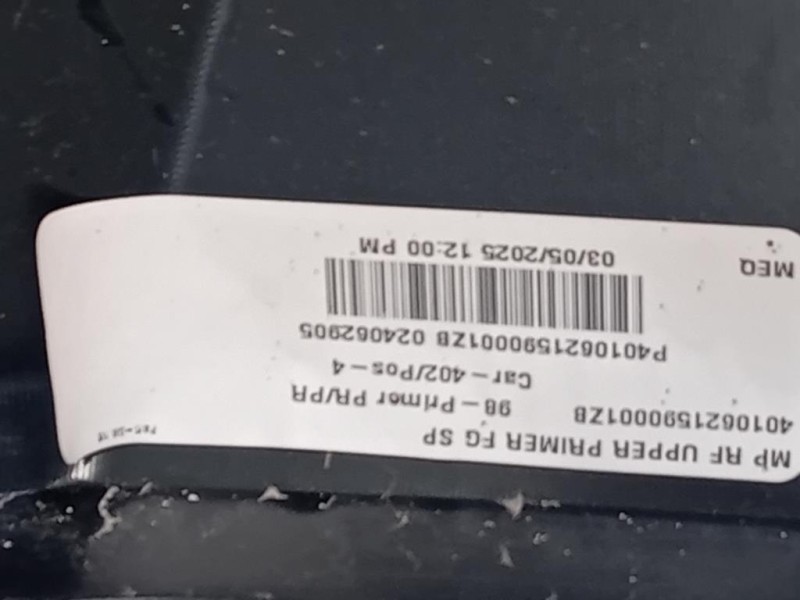 MP RF UPPER PRIMER FG SP
4010621590001ZB 98-Primer PR/PR
Car-402/Pos-4
P4010621590001ZB 024062905
03/05/2025 12:00 PM
MEQ